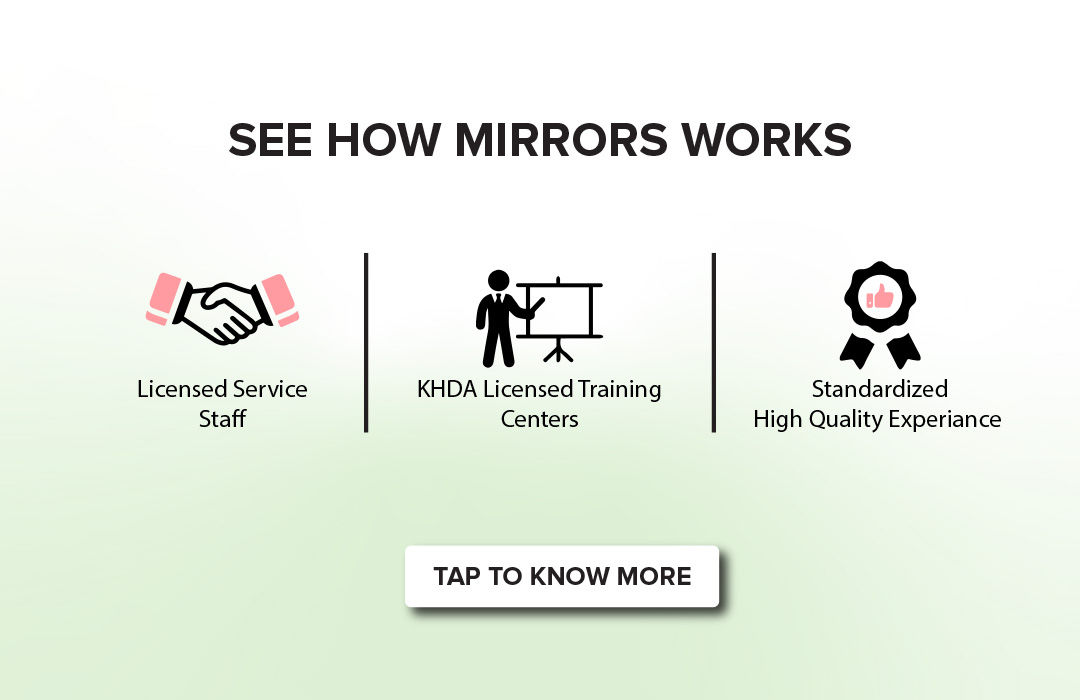 SEE HOW MIRRORS WORKS
Licensed Service
Staff
KHDA Licensed Training
Centers
Standardized
High Quality Experiance
TAP TO KNOW MORE